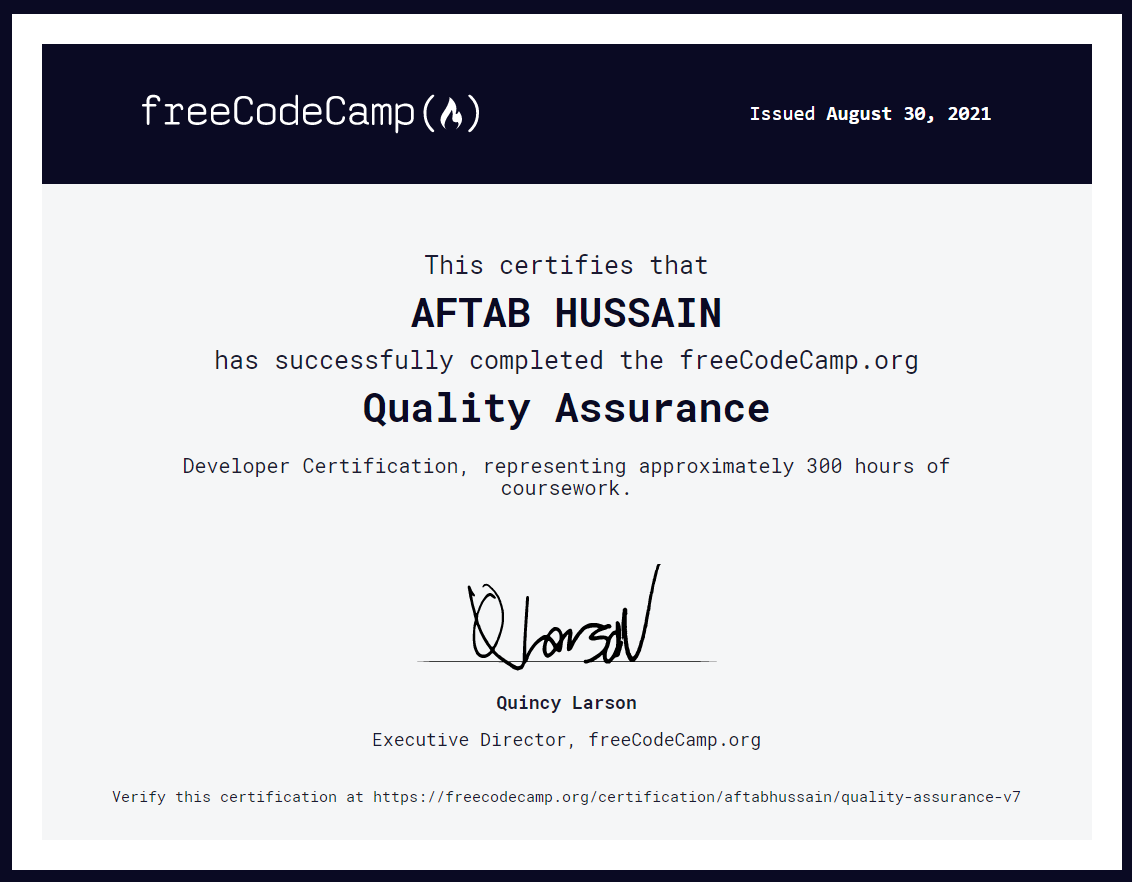 freeCodeCamp(🔥)
Issued August 30, 2021
This certifies that
AFTAB HUSSAIN
has successfully completed the freeCodeCamp.org
Quality Assurance
Developer Certification, representing approximately 300 hours of
coursework.
Q Larson
Quincy Larson
Executive Director, freeCodeCamp.org
Verify this certification at https://freecodecamp.org/certification/aftabhussain/quality-assurance-v7